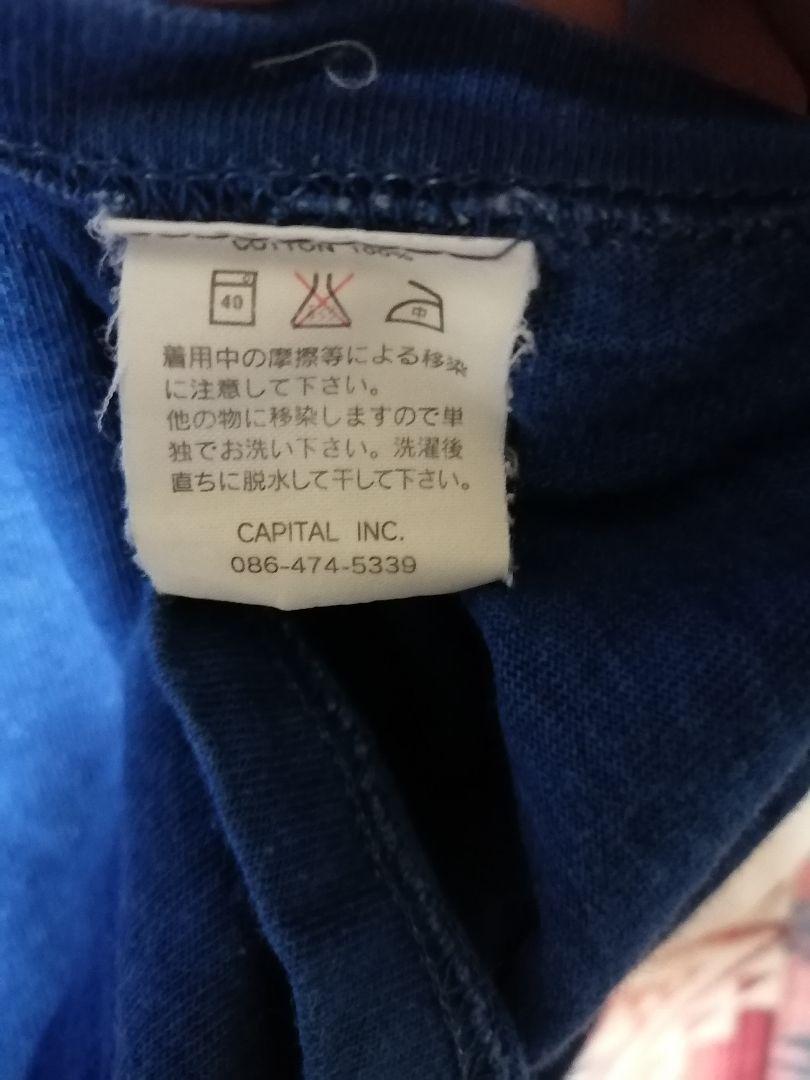 COTTON 100%
40
中
着用中の摩擦等による移染
に注意して下さい。
他の物に移染しますので単
独でお洗い下さい。洗濯後
直ちに脱水して干して下さい。
CAPITAL INC.
086-474-5339